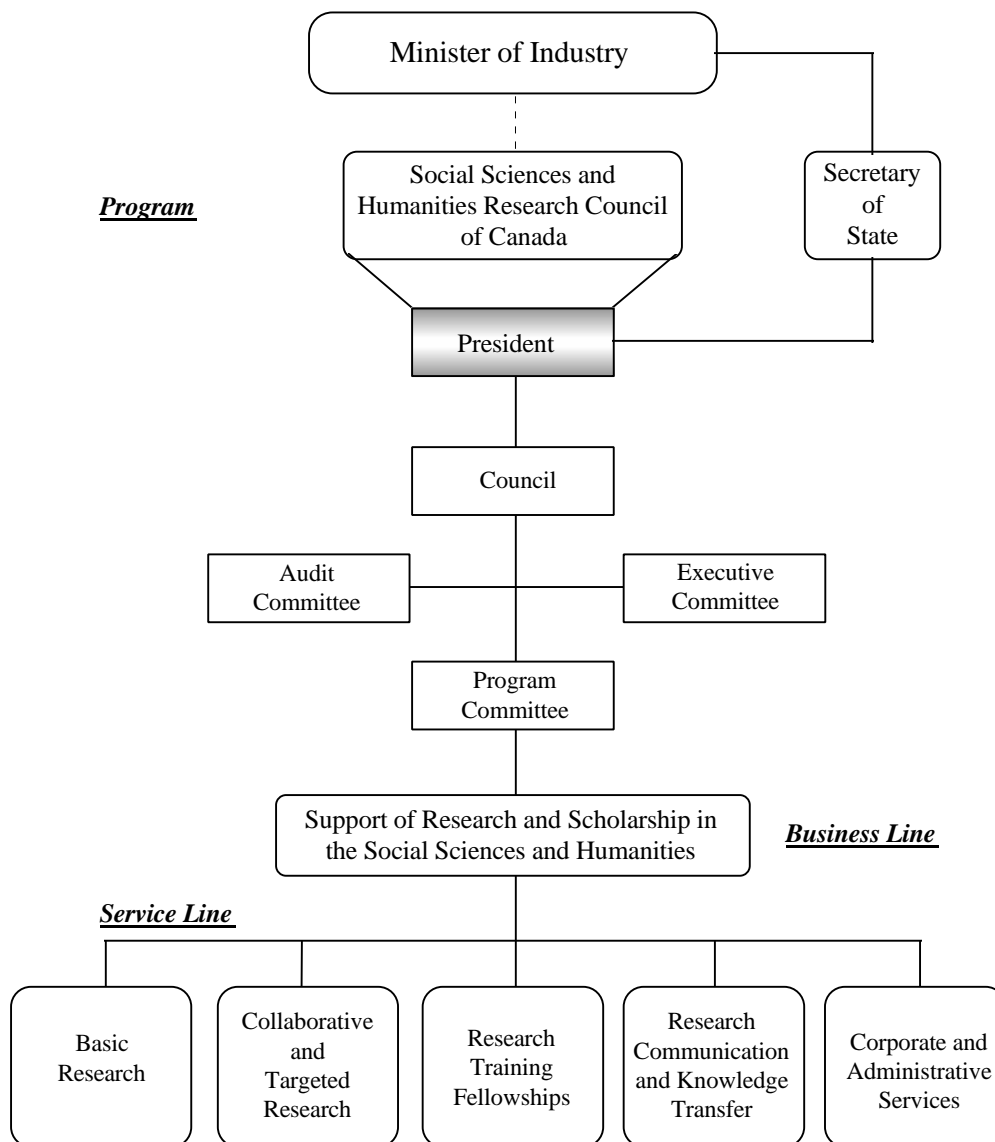 Minister of Industry
Social Sciences and
Humanities Research Council
of Canada
Secretary
of
State
Program
President
Council
Audit
Committee
Executive
Committee
Program
Committee
Support of Research and Scholarship in
the Social Sciences and Humanities
Business Line
Service Line
Basic
Research
Collaborative
and
Targeted
Research
Research
Training
Fellowships
Research
Communication
and Knowledge
Transfer
Corporate and
Administrative
Services